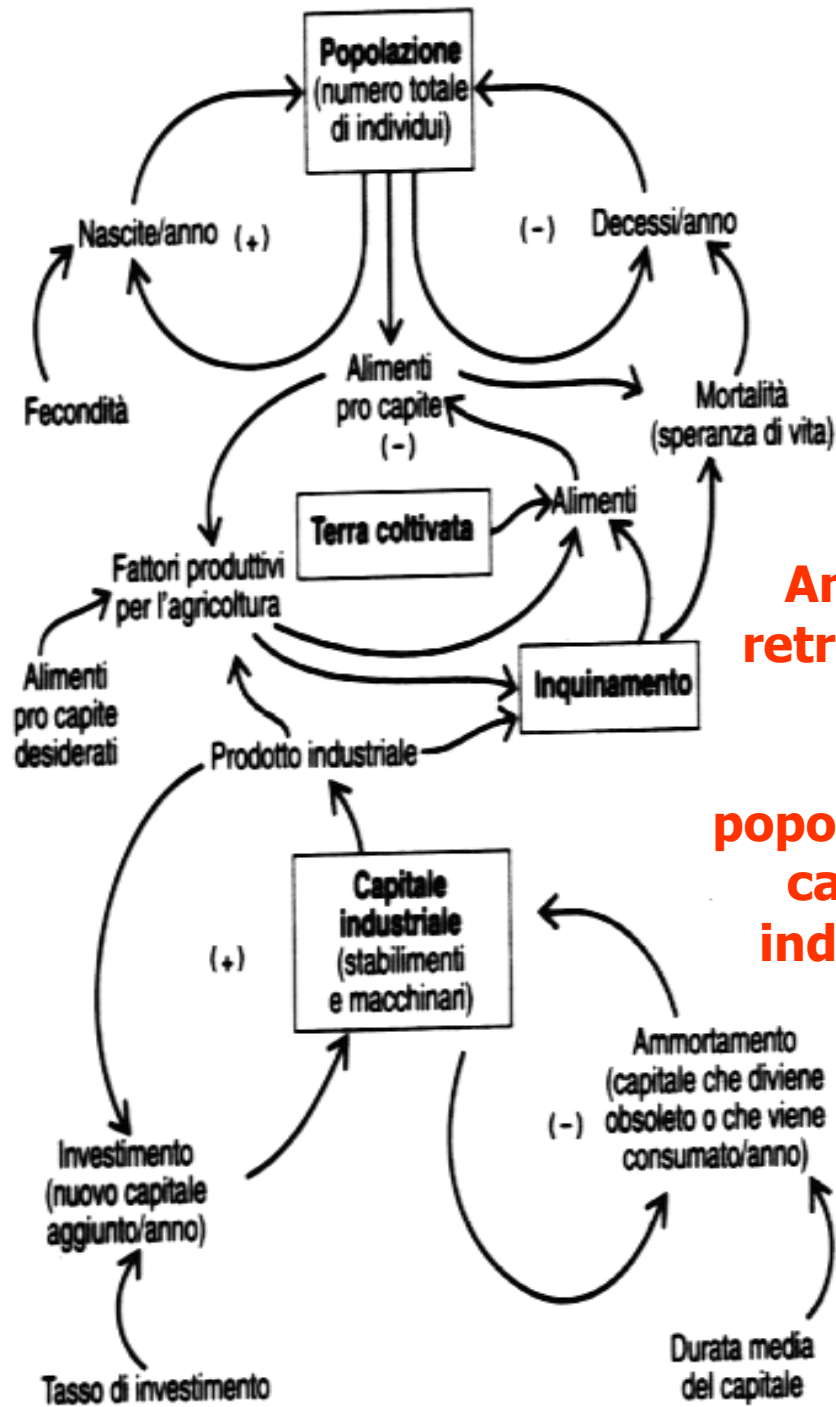 Popolazione
(numero totale
di individui)
Nascite/anno (+)
(-) Decessi/anno
Fecondità
Alimenti
pro capite
(-)
Mortalità
(speranza di vita)
Terra coltivata
Alimenti
Fattori produttivi
per l'agricoltura
Alimenti
pro capite
desiderati
Inquinamento
Prodotto industriale
Capitale
industriale
(stabilimenti
e macchinari)
(+)
Ammortamento
(capitale che diviene
(-) obsoleto o che viene
consumato/anno)
Investimento
(nuovo capitale
aggiunto/anno)
Tasso di investimento
Durata media
del capitale